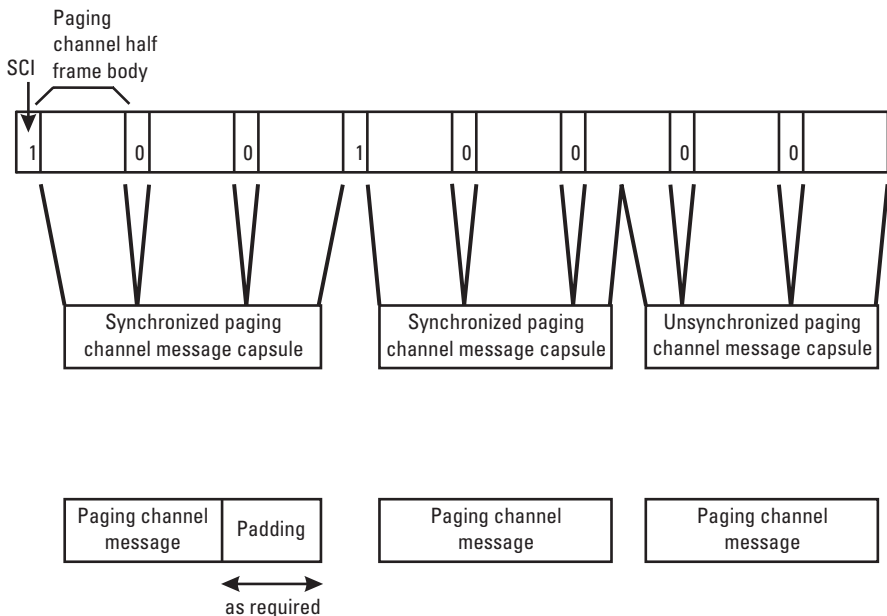 Paging
channel half
frame body
SCI
1 0 0 1 0 0 0 0
Synchronized paging
channel message capsule
Synchronized paging
channel message capsule
Unsynchronized paging
channel message capsule
Paging channel
message
Padding
Paging channel
message
Paging channel
message
as required